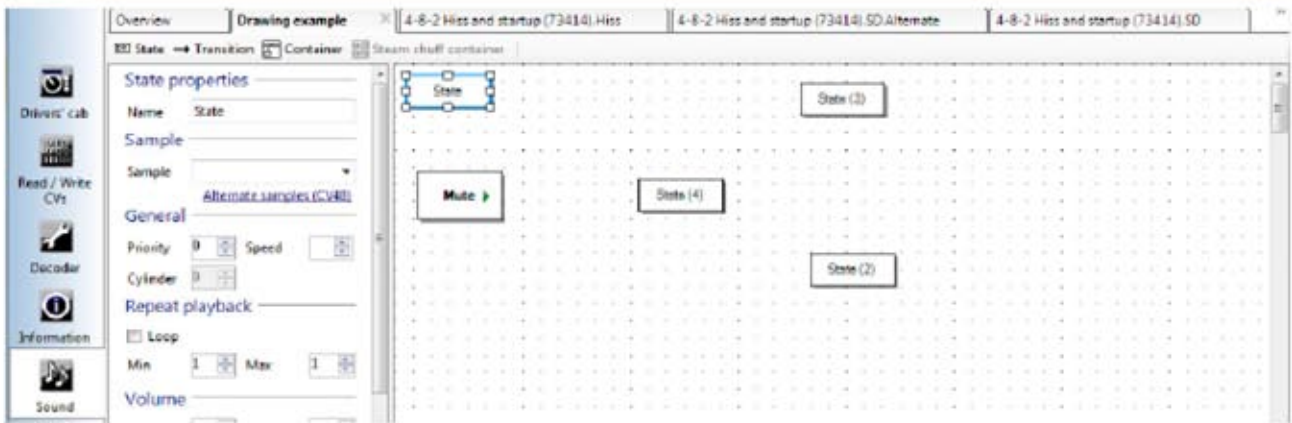 Overview
Drawing example
4-8-2 Hiss and startup (73414).Hiss
4-8-2 Hiss and startup (73414).SD.Alternate
4-8-2 Hiss and startup (73414).SD
State
Transition
Container
Steam chuff container
Drivers' cab
Read / Write
CVs
Decoder
Information
Sound
State properties
Name State
Sample
Sample
Alternate samples (CV48)
General
Priority 0 Speed
Cylinder 0
Repeat playback
Loop
Min 1 Max 1
Volume
State
State (3)
Mute
State (4)
State (2)